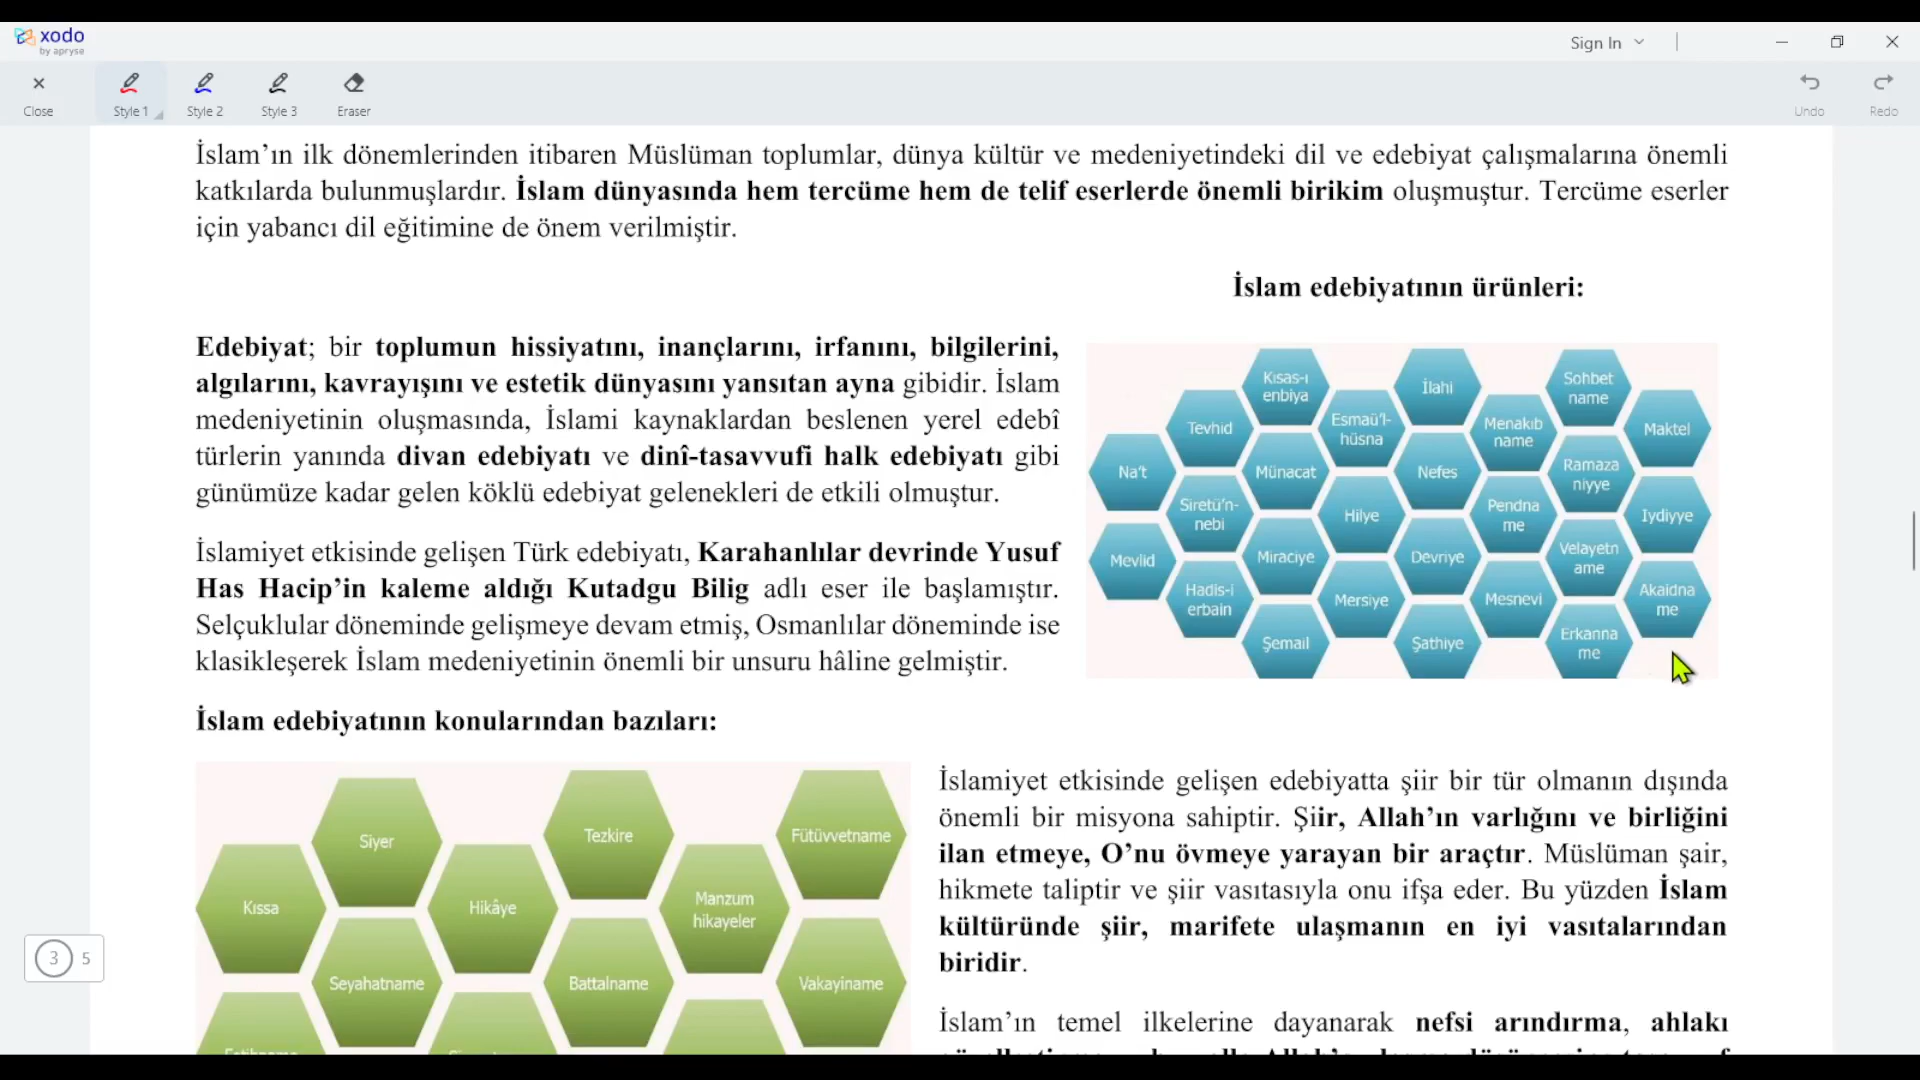 xodo
by apryse
Sign In
Close
Style 1
Style 2
Style 3
Eraser
Undo
Redo
İslam’ın ilk dönemlerinden itibaren Müslüman toplumlar, dünya kültür ve medeniyetindeki dil ve edebiyat çalışmalarına önemli
katkılarda bulunmuşlardır. İslam dünyasında hem tercüme hem de telif eserlerde önemli birikim oluşmuştur. Tercüme eserler
için yabancı dil eğitimine de önem verilmiştir.
Edebiyat; bir toplumun hissiyatını, inançlarını, irfanını, bilgilerini,
algılarını, kavrayışını ve estetik dünyasını yansıtan ayna gibidir. İslam
medeniyetinin oluşmasında, İslami kaynaklardan beslenen yerel edebî
türlerin yanında divan edebiyatı ve dinî-tasavvufi halk edebiyatı gibi
günümüze kadar gelen köklü edebiyat gelenekleri de etkili olmuştur.
İslamiyet etkisinde gelişen Türk edebiyatı, Karahanlılar devrinde Yusuf
Has Hacip’in kaleme aldığı Kutadgu Bilig adlı eser ile başlamıştır.
Selçuklular döneminde gelişmeye devam etmiş, Osmanlılar döneminde ise
klasikleşerek İslam medeniyetinin önemli bir unsuru hâline gelmiştir.
İslam edebiyatının ürünleri:
Na't
Mevlid
Tevhid
Siretü'n-
nebi
Hadis-i
erbain
Kısas-ı
enbiya
Münacat
Miraciye
Şemail
Esmaü'l-
hüsna
Hilye
Mersiye
İlahi
Nefes
Devriye
Şathiye
Menakıb
name
Pendna
me
Mesnevi
Sohbet
name
Ramaza
niyye
Velayetn
ame
Erkanna
me
Maktel
Iydiyye
Akaidna
me
İslam edebiyatının konularından bazıları:
Kıssa
Siyer
Seyahatname
Hikâye
Tezkire
Battalname
Manzum
hikayeler
Fütüvvetname
Vakayiname
İslamiyet etkisinde gelişen edebiyatta şiir bir tür olmanın dışında
önemli bir misyona sahiptir. Şiir, Allah’ın varlığını ve birliğini
ilan etmeye, O’nu övmeye yarayan bir araçtır. Müslüman şair,
hikmete taliptir ve şiir vasıtasıyla onu ifşa eder. Bu yüzden İslam
kültüründe şiir, marifete ulaşmanın en iyi vasıtalarından
biridir.
İslam’ın temel ilkelerine dayanarak nefsi arındırma, ahlakı
3 5